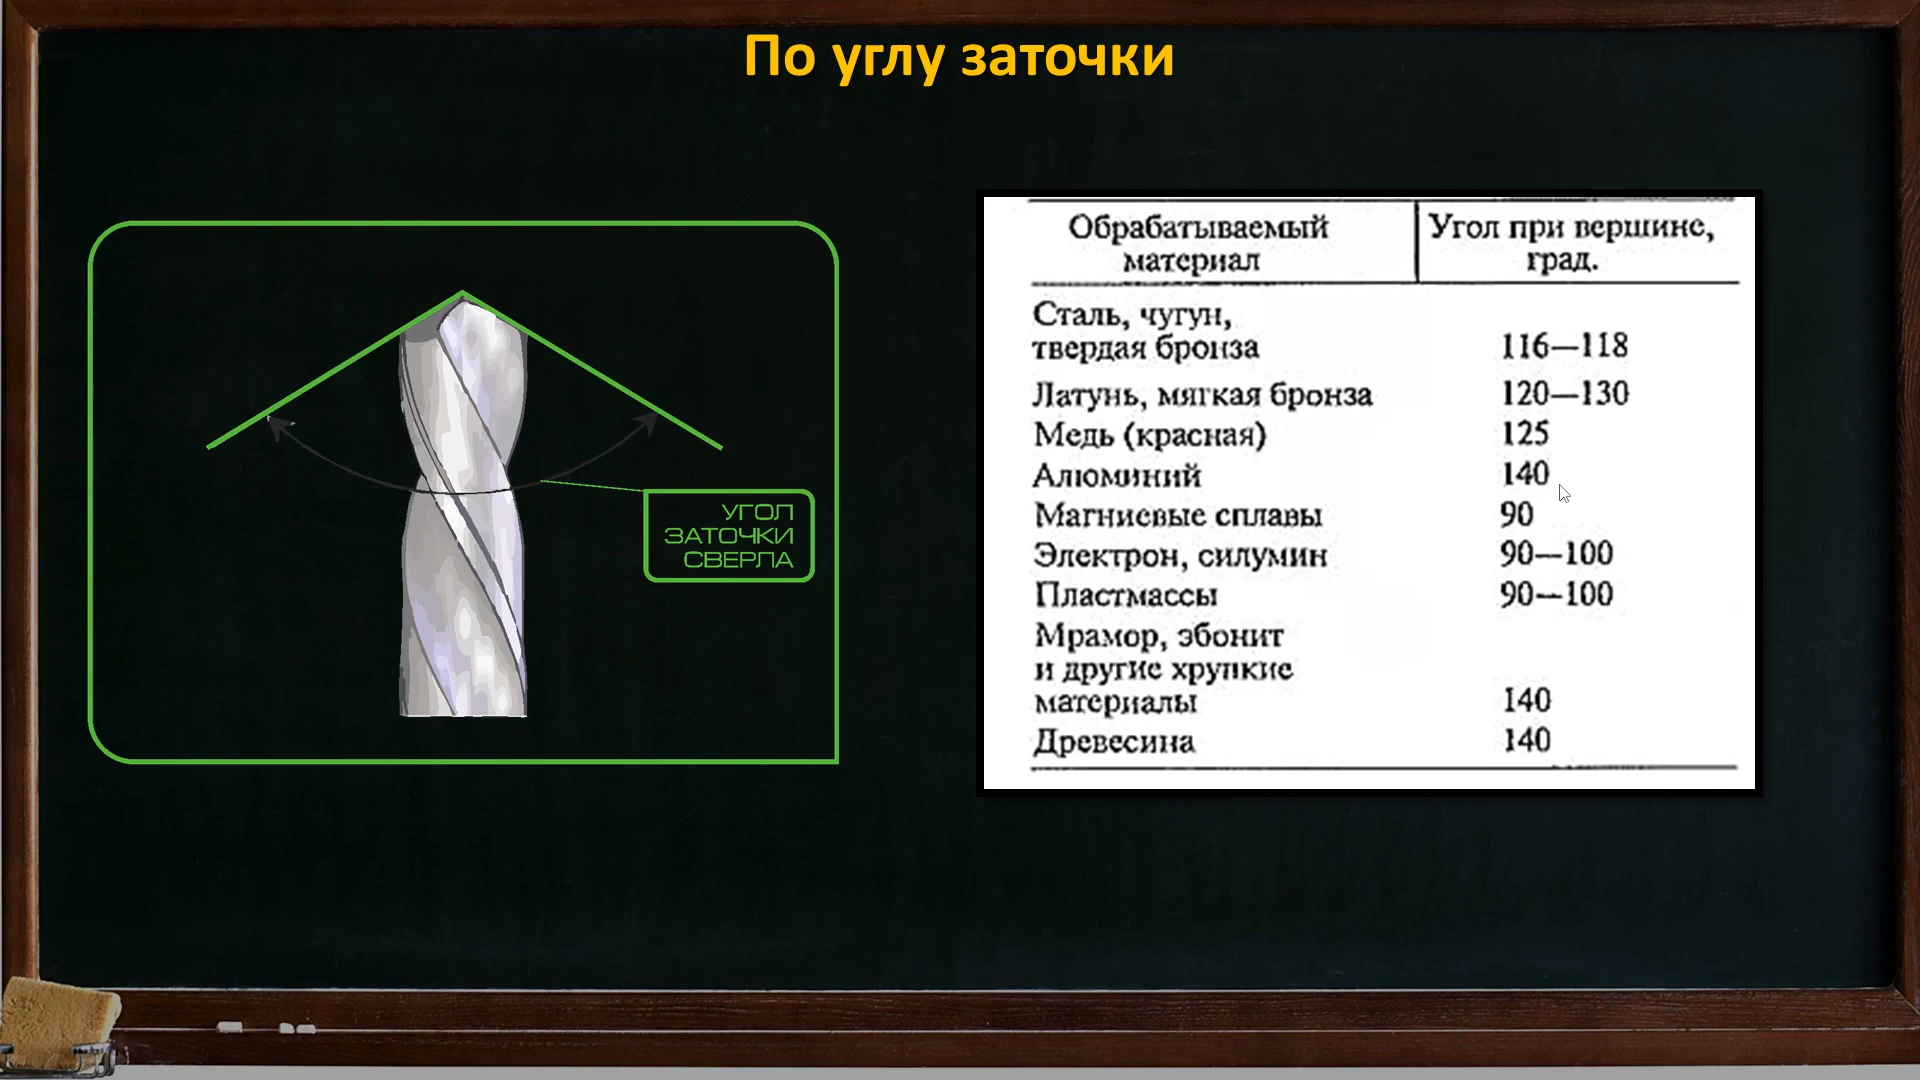 По углу заточки
УГОЛ
ЗАТОЧКИ
СВЕРЛА
Обрабатываемый материал | Угол при вершине, град.
Сталь, чугун,
твердая бронза 116—118
Латунь, мягкая бронза 120—130
Медь (красная) 125
Алюминий 140
Магниевые сплавы 90
Электрон, силумин 90—100
Пластмассы 90—100
Мрамор, эбонит
и другие хрупкие
материалы 140
Древесина 140